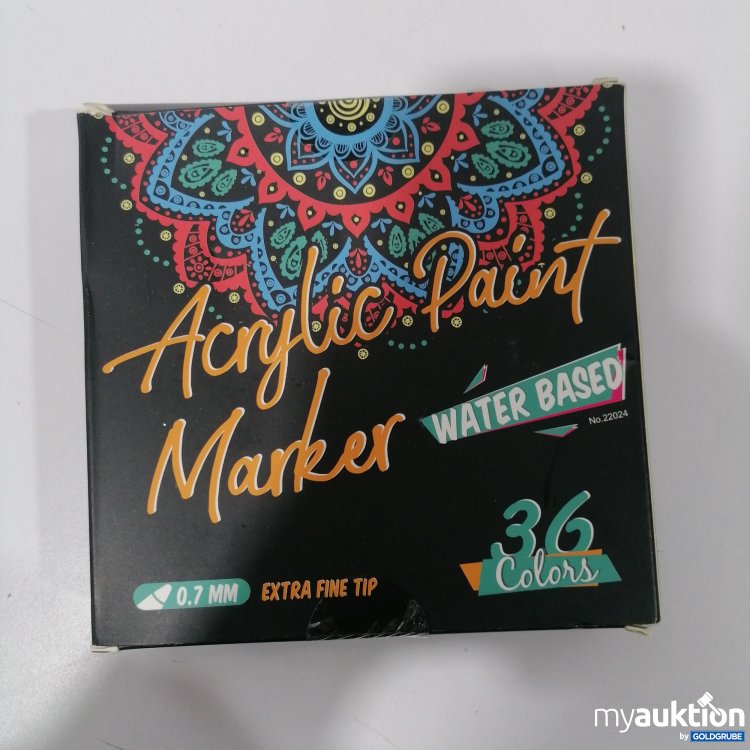 Acrylic Paint
Marker
WATER BASED
No.22024
36
Colors
0.7 MM EXTRA FINE TIP
myauktion
by GOLDGRUBE